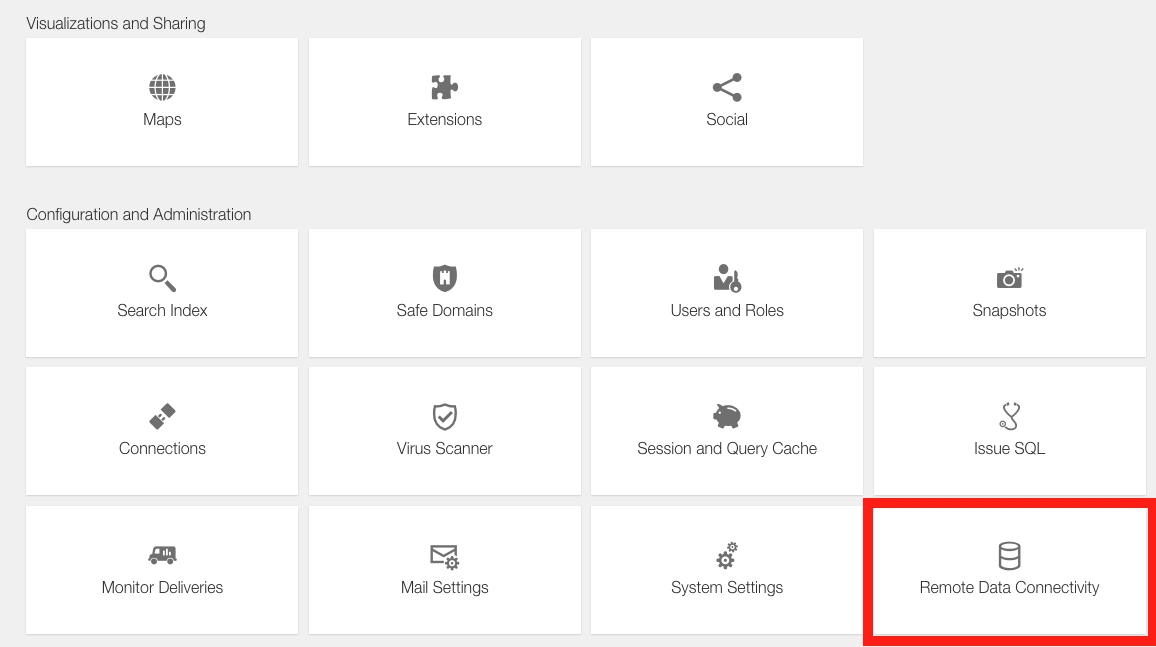 Visualizations and Sharing
Maps
Extensions
Social
Configuration and Administration
Search Index
Safe Domains
Users and Roles
Snapshots
Connections
Virus Scanner
Session and Query Cache
Issue SQL
Monitor Deliveries
Mail Settings
System Settings
Remote Data Connectivity